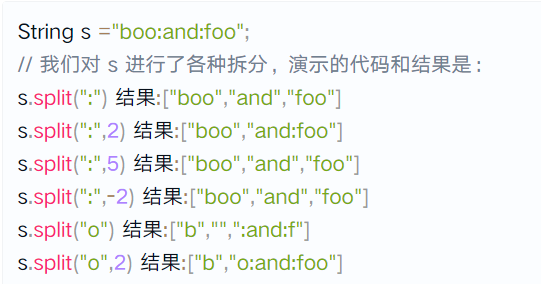 String s ="boo:and:foo";
// 我们对 s 进行了各种拆分，演示的代码和结果是：
s.split(":") 结果:["boo","and","foo"]
s.split(":",2) 结果:["boo","and:foo"]
s.split(":",5) 结果:["boo","and","foo"]
s.split(":",-2) 结果:["boo","and","foo"]
s.split("o") 结果:["b","",":and:f"]
s.split("o",2) 结果:["b","o:and:foo"]